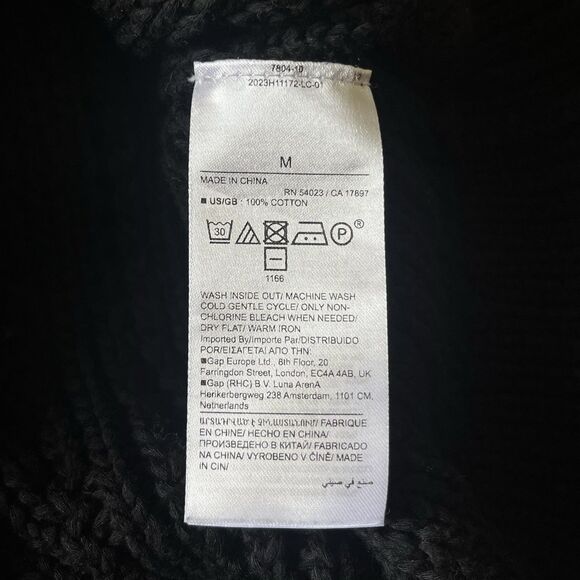 7804-10
2023H11172-LC-01
M
MADE IN CHINA
RN 54023 / CA 17897
■ US/GB : 100% COTTON
30 P ®
1166
WASH INSIDE OUT/ MACHINE WASH
COLD GENTLE CYCLE/ ONLY NON-
CHLORINE BLEACH WHEN NEEDED/
DRY FLAT/ WARM IRON
Imported By/Importe Par/DISTRIBUIDO
POR/ΕΙΣΑΓΕΤΑΙ ΑΠΟ ΤΗΝ:
■Gap Europe Ltd., 8th Floor, 20
Farringdon Street, London, EC4A 4AB, UK
■Gap (RHC) B.V. Luna ArenA
Herikerbergweg 238 Amsterdam, 1101 CM,
Netherlands
FABRIQUE
EN CHINE/ HECHO EN CHINA/
ПРОИЗВЕДЕНО В КИТАЙ/ FABRICADO
NA CHINA/ VYROBENO V ČÍNĚ/ MADE
IN CIN/
صنع في صيني